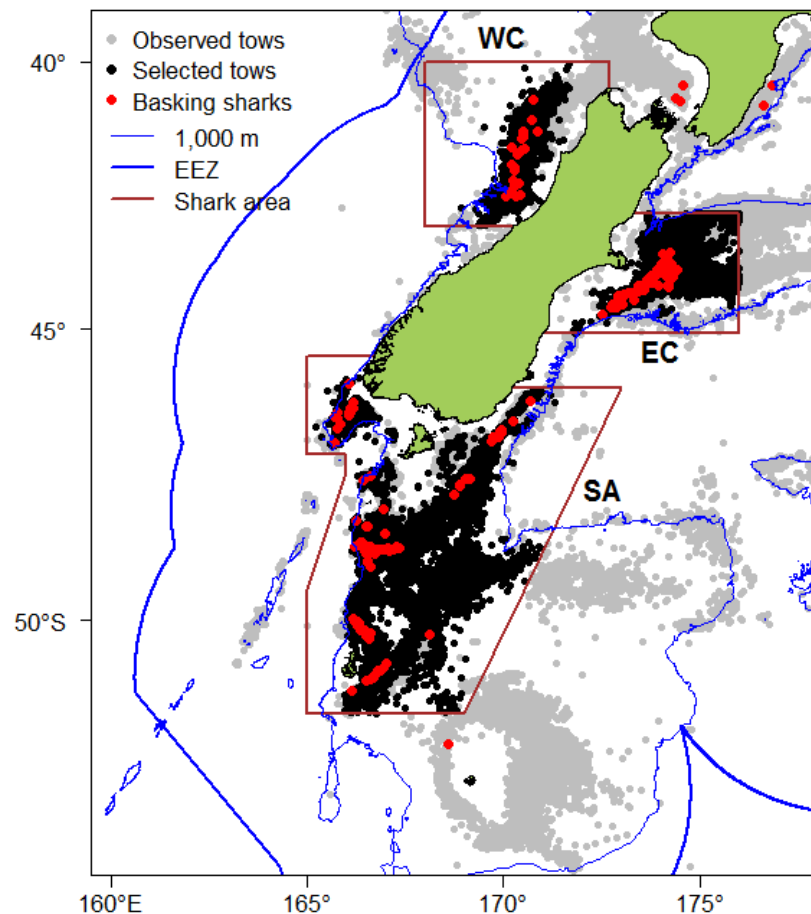 Observed tows
Selected tows
Basking sharks
1,000 m
EEZ
Shark area
WC
EC
SA
40°
45°
50°S
160°E
165°
170°
175°